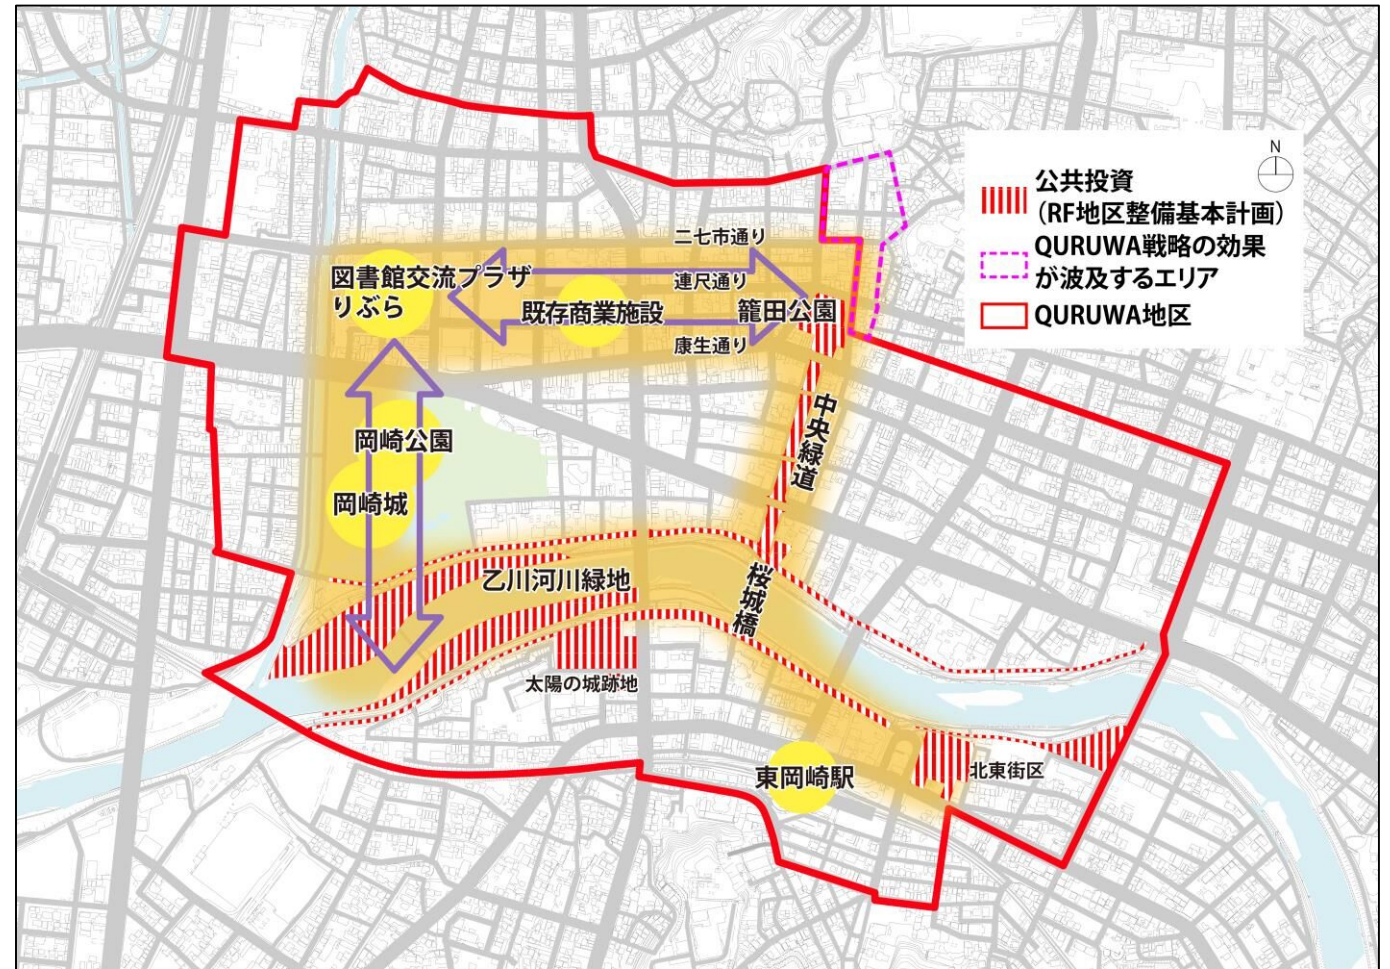 N
公共投資
(RF地区整備基本計画)
QURUWA戦略の効果
が波及するエリア
QURUWA地区
二七市通り
図書館交流プラザ
りぶら
連尺通り
既存商業施設
籠田公園
康生通り
中央緑道
岡崎公園
岡崎城
乙川河川緑地
桜城橋
太陽の城跡地
東岡崎駅
北東街区